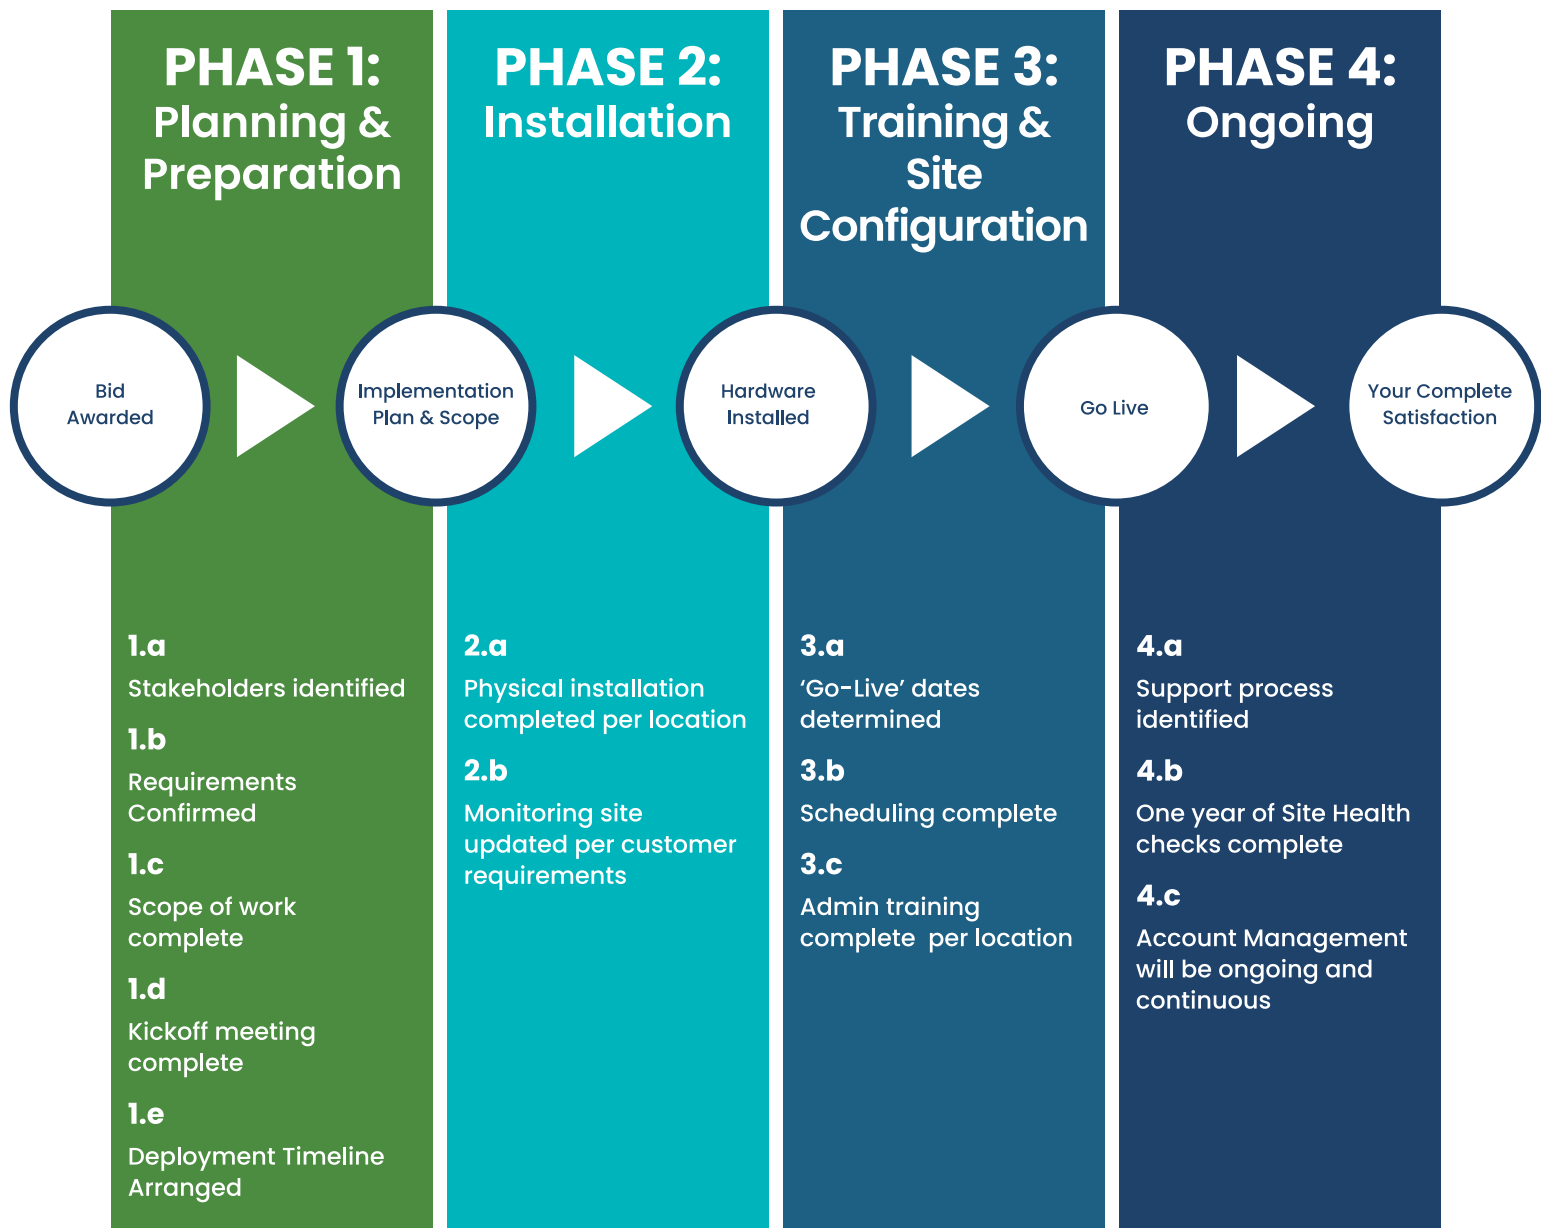 PHASE 1:
Planning &
Preparation
PHASE 2:
Installation
PHASE 3:
Training &
Site
Configuration
PHASE 4:
Ongoing
Bid
Awarded
Implementation
Plan & Scope
Hardware
Installed
Go Live
Your Complete
Satisfaction
1.a
Stakeholders identified
1.b
Requirements
Confirmed
1.c
Scope of work
complete
1.d
Kickoff meeting
complete
1.e
Deployment Timeline
Arranged
2.a
Physical installation
completed per location
2.b
Monitoring site
updated per customer
requirements
3.a
‘Go-Live’ dates
determined
3.b
Scheduling complete
3.c
Admin training
complete  per location
4.a
Support process
identified
4.b
One year of Site Health
checks complete
4.c
Account Management
will be ongoing and
continuous